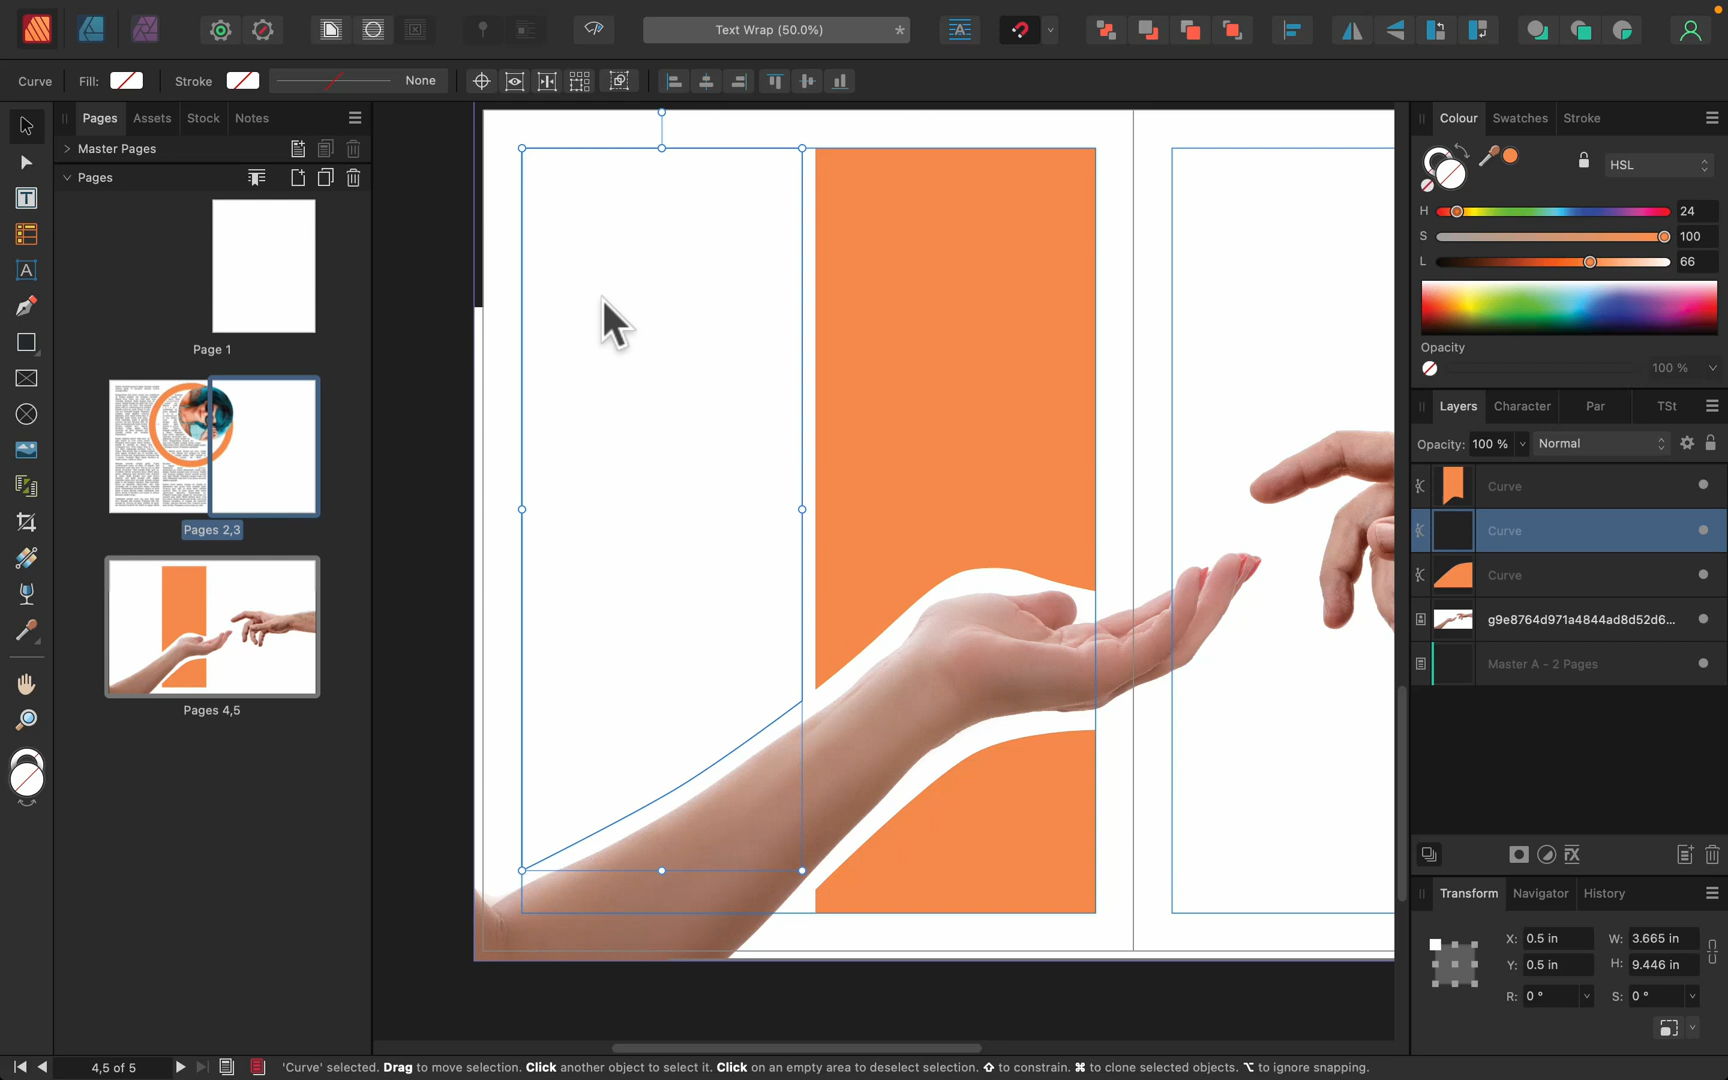 Text Wrap (50.0%)
*
Curve
Fill:
Stroke
None
Pages
Assets
Stock
Notes
Master Pages
Pages
Page 1
Pages 2,3
Pages 4,5
Colour
Swatches
Stroke
HSL
H
24
S
100
L
66
Opacity
100 %
Layers
Character
Par
TSt
Opacity: 100 %
Normal
Curve
Curve
Curve
g9e8764d971a4844ad8d52d6...
Master A - 2 Pages
Transform
Navigator
History
X: 0.5 in
W: 3.665 in
Y: 0.5 in
H: 9.446 in
R: 0 °
S: 0 °
4,5 of 5
'Curve' selected. Drag to move selection. Click another object to select it. Click on an empty area to deselect selection. ⇧ to constrain. ⌘ to clone selected objects. ⌥ to ignore snapping.